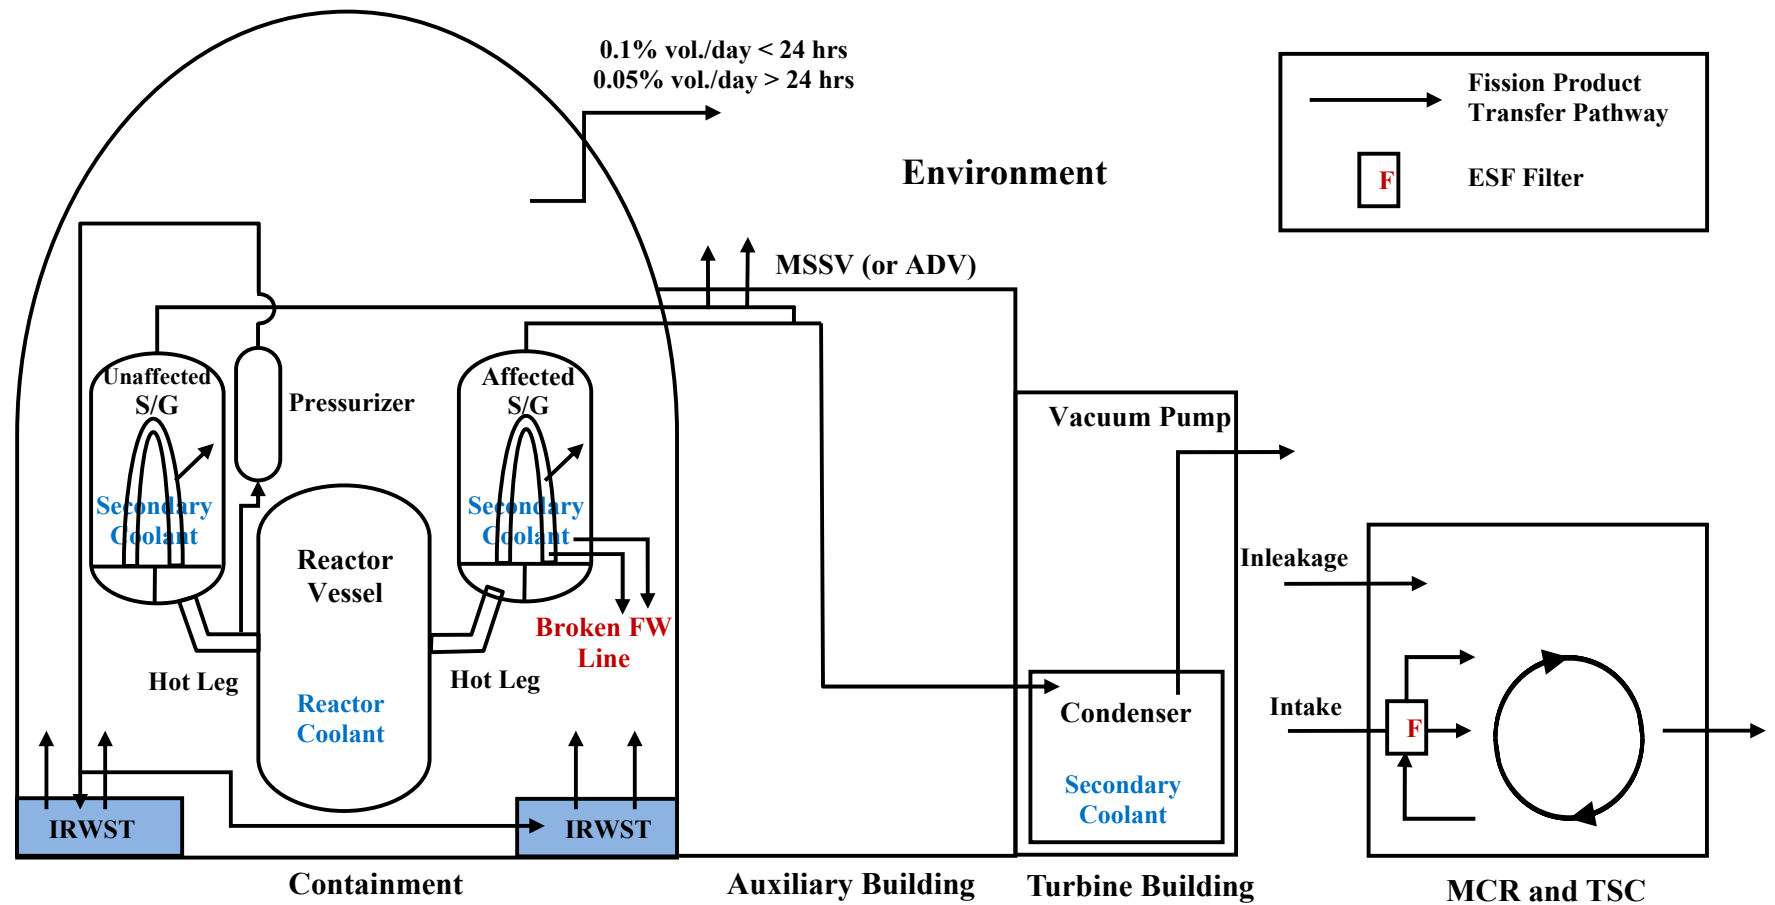 0.1% vol./day < 24 hrs
0.05% vol./day > 24 hrs
Fission Product
Transfer Pathway
F
ESF Filter
Environment
MSSV (or ADV)
Unaffected
S/G
Pressurizer
Affected
S/G
Vacuum Pump
Secondary
Coolant
Secondary
Coolant
Reactor
Vessel
Inleakage
Broken FW
Line
Hot Leg
Hot Leg
Reactor
Coolant
Condenser
Intake
F
Secondary
Coolant
IRWST
IRWST
Containment
Auxiliary Building
Turbine Building
MCR and TSC